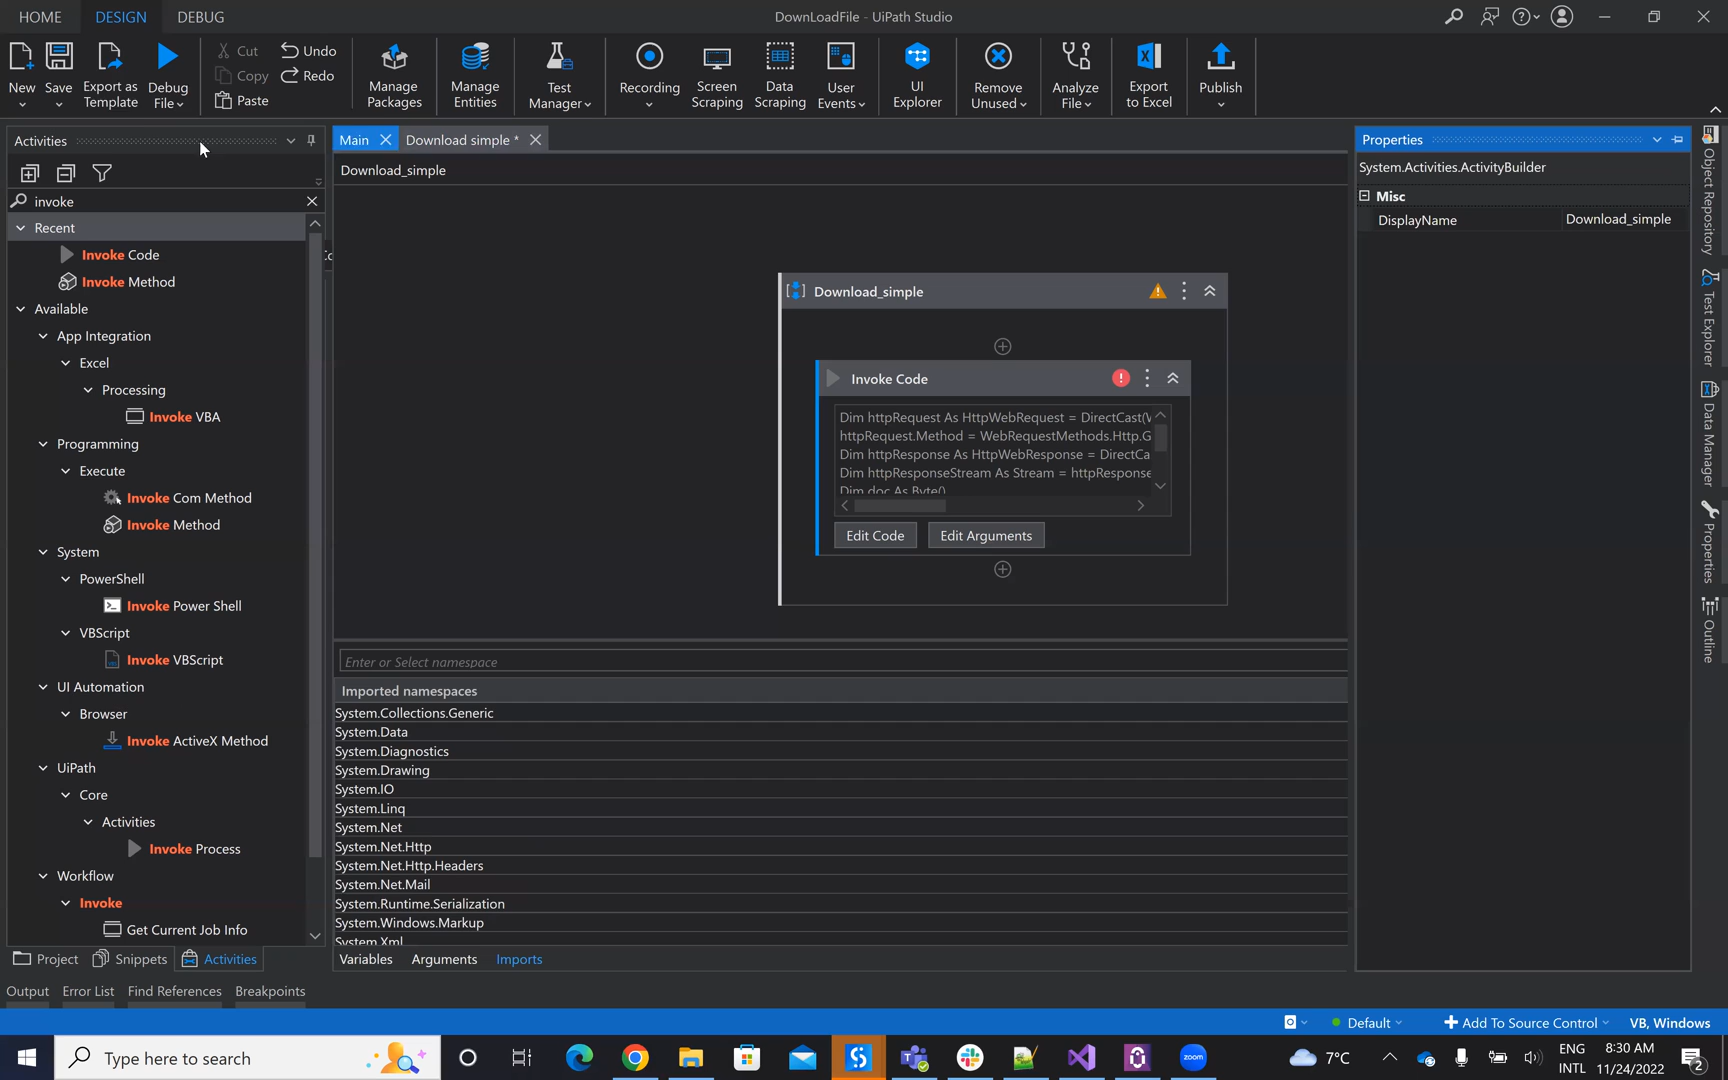 HOME DESIGN DEBUG
DownLoadFile - UiPath Studio
New
Save
Export as
Template
Debug
File
Cut
Copy
Paste
Undo
Redo
Manage
Packages
Manage
Entities
Test
Manager
Recording
Screen
Scraping
Data
Scraping
User
Events
UI
Explorer
Remove
Unused
Analyze
File
Export
to Excel
Publish
Activities
invoke
Recent
Invoke Code
Invoke Method
Available
App Integration
Excel
Processing
Invoke VBA
Programming
Execute
Invoke Com Method
Invoke Method
System
PowerShell
Invoke Power Shell
VBScript
Invoke VBScript
UI Automation
Browser
Invoke ActiveX Method
UiPath
Core
Activities
Invoke Process
Workflow
Invoke
Get Current Job Info
Project
Snippets
Activities
Main
Download simple *
Download_simple
Download_simple
Invoke Code
Dim httpRequest As HttpWebRequest = DirectCast(
httpRequest.Method = WebRequestMethods.Http.G
Dim httpResponse As HttpWebResponse = DirectCa
Dim httpResponseStream As Stream = httpResponse
Dim doc As Byte()
Edit Code
Edit Arguments
Enter or Select namespace
Imported namespaces
System.Collections.Generic
System.Data
System.Diagnostics
System.Drawing
System.IO
System.Linq
System.Net
System.Net.Http
System.Net.Http.Headers
System.Net.Mail
System.Runtime.Serialization
System.Windows.Markup
System.Xml
Variables
Arguments
Imports
Properties
System.Activities.ActivityBuilder
Misc
DisplayName
Download_simple
Object Repository
Test Explorer
Data Manager
Properties
Outline
Output
Error List
Find References
Breakpoints
Default
Add To Source Control
VB, Windows
Type here to search
zoom
7°C
ENG
INTL
8:30 AM
11/24/2022
2